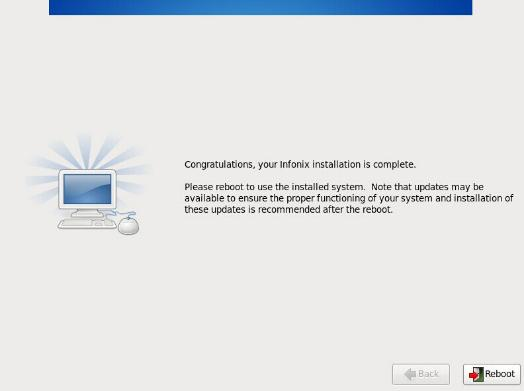 Congratulations, your Infonix installation is complete.
Please reboot to use the installed system.  Note that updates may be
available to ensure the proper functioning of your system and installation of
these updates is recommended after the reboot.
Back
Reboot